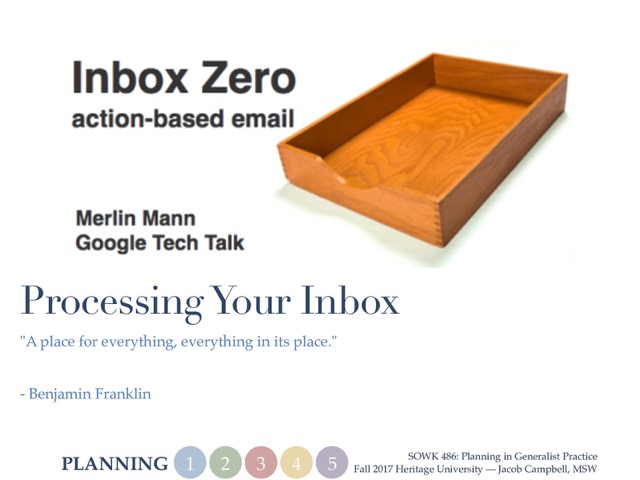 Inbox Zero
action-based email
Merlin Mann
Google Tech Talk
Processing Your Inbox
"A place for everything, everything in its place."
- Benjamin Franklin
PLANNING 1 2 3 4 5
SOWK 486: Planning in Generalist Practice
Fall 2017 Heritage University — Jacob Campbell, MSW